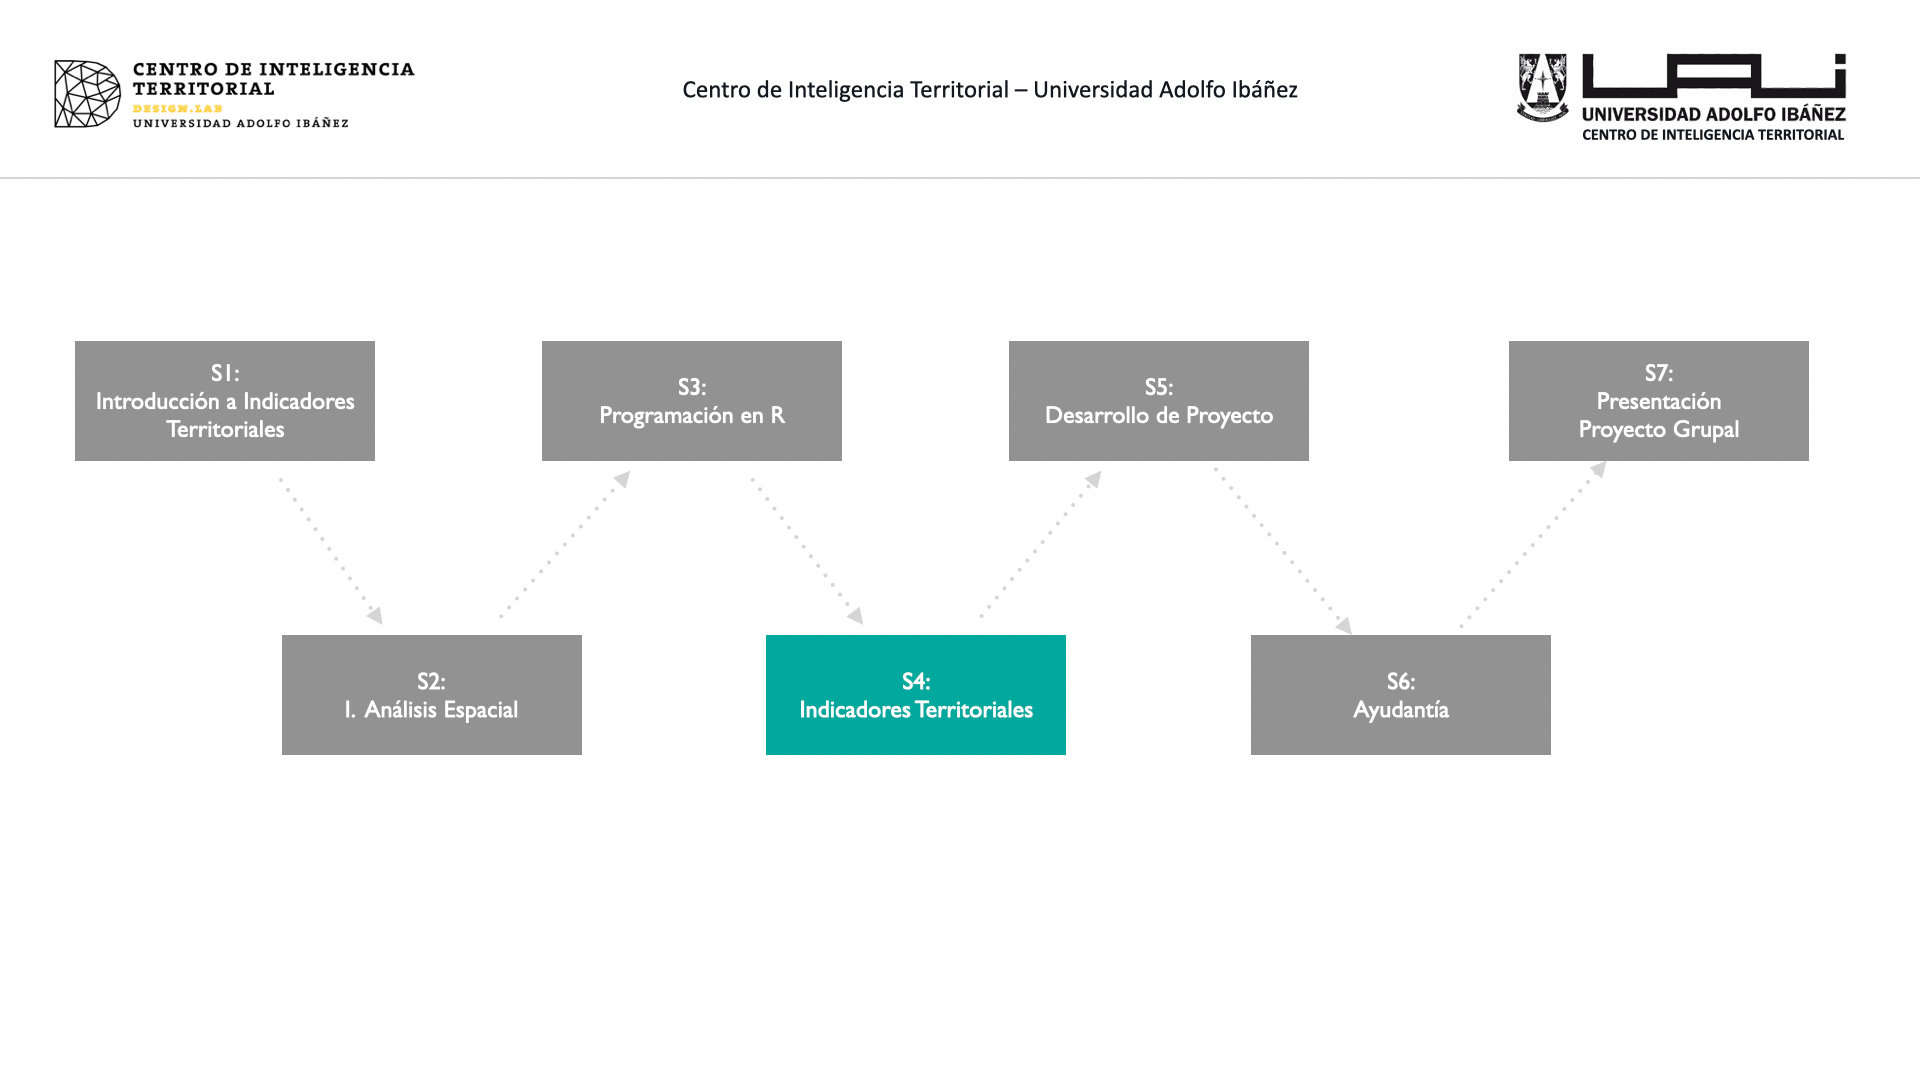 CENTRO DE INTELIGENCIA
TERRITORIAL
DESIGN.LAB
UNIVERSIDAD ADOLFO IBÁÑEZ
Centro de Inteligencia Territorial – Universidad Adolfo Ibáñez
UAI
UNIVERSIDAD ADOLFO IBÁÑEZ
CENTRO DE INTELIGENCIA TERRITORIAL
S1:
Introducción a Indicadores
Territoriales
S2:
I. Análisis Espacial
S3:
Programación en R
S4:
Indicadores Territoriales
S5:
Desarrollo de Proyecto
S6:
Ayudantía
S7:
Presentación
Proyecto Grupal